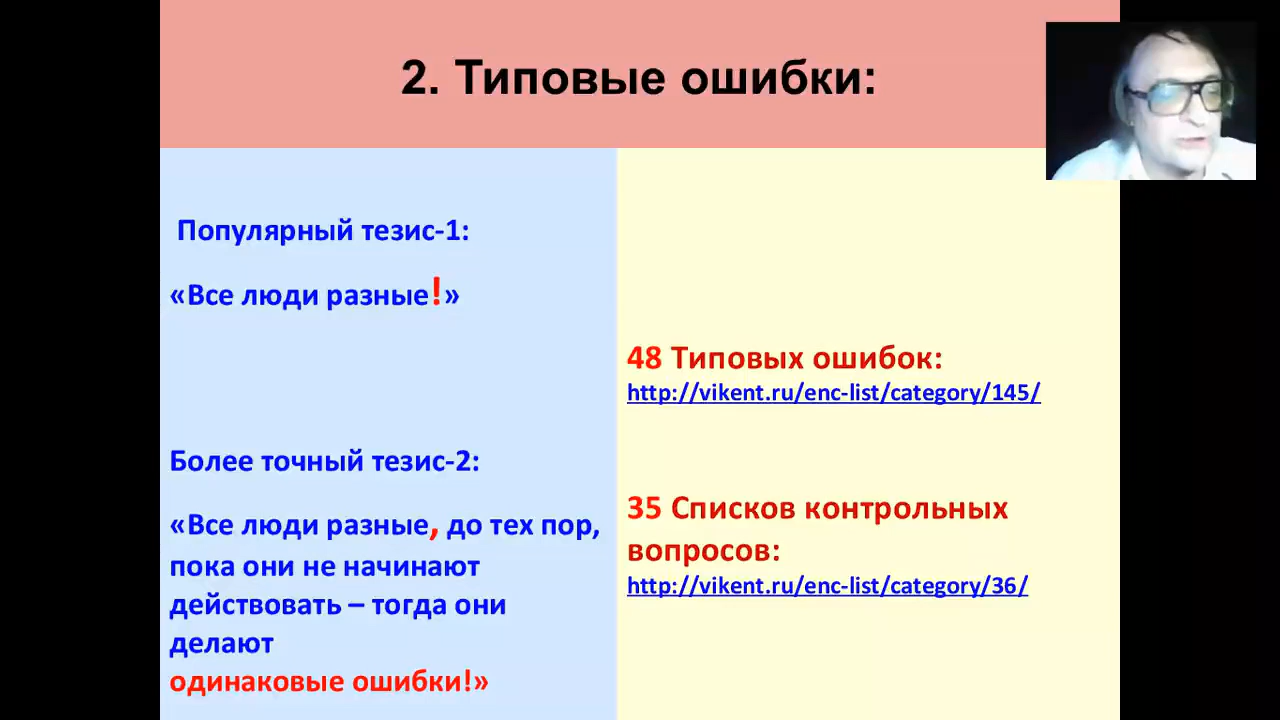 2. Типовые ошибки:
Популярный тезис-1:
«Все люди разные!»
Более точный тезис-2:
«Все люди разные, до тех пор,
пока они не начинают
действовать – тогда они
делают
одинаковые ошибки!»
48 Типовых ошибок:
http://vikent.ru/enc-list/category/145/
35 Списков контрольных
вопросов:
http://vikent.ru/enc-list/category/36/